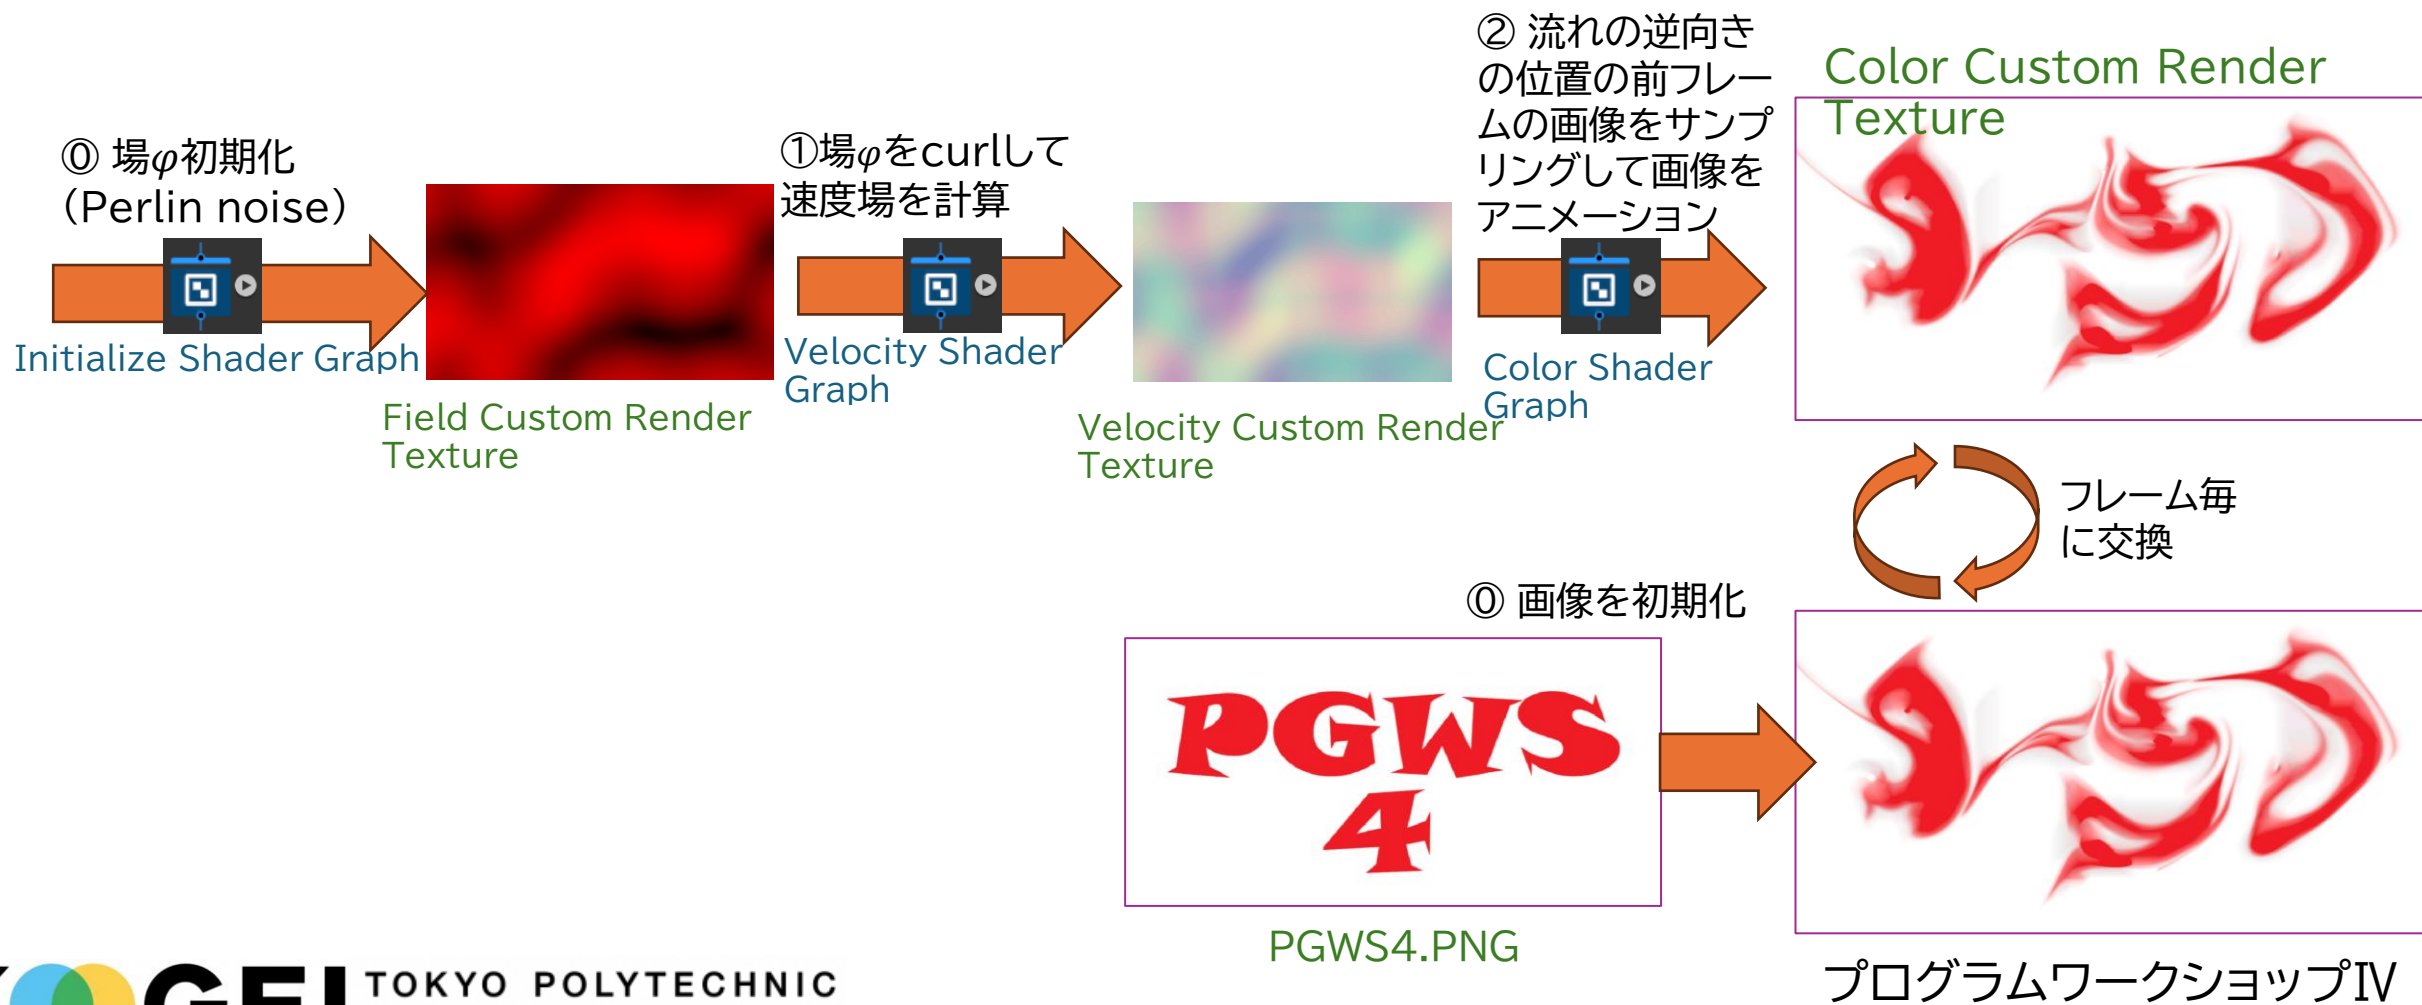 ⓪ 場φ初期化
(Perlin noise)
Initialize Shader Graph
Field Custom Render
Texture
①場φをcurlして
速度場を計算
Velocity Shader
Graph
Velocity Custom Render
Texture
② 流れの逆向き
の位置の前フレー
ムの画像をサンプ
リングして画像を
アニメーション
Color Shader
Graph
Color Custom Render
Texture
フレーム毎
に交換
⓪ 画像を初期化
PGWS
4
PGWS4.PNG
プログラムワークショップⅣ
TOKYO POLYTECHNIC